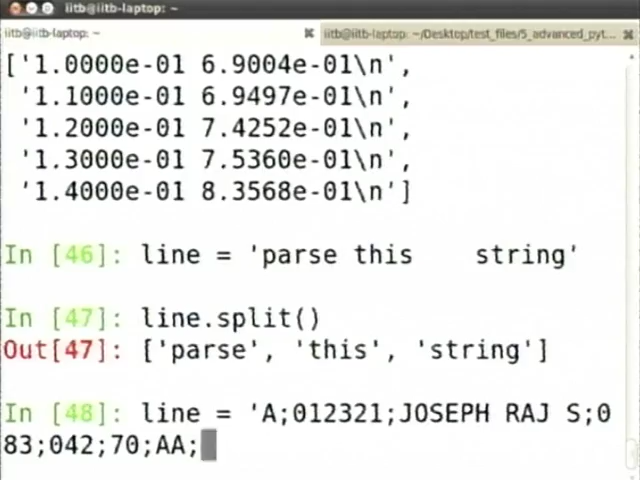 iitb@iitb-laptop: ~
iitb@iitb-laptop: ~
iitb@iitb-laptop: ~/Desktop/test_files/5_advanced_pyt...
['1.0000e-01 6.9004e-01\n',
'1.1000e-01 6.9497e-01\n',
'1.2000e-01 7.4252e-01\n',
'1.3000e-01 7.5360e-01\n',
'1.4000e-01 8.3568e-01\n']
In [46]: line = 'parse this    string'
In [47]: line.split()
Out[47]: ['parse', 'this', 'string']
In [48]: line = 'A;012321;JOSEPH RAJ S;0
83;042;70;AA;